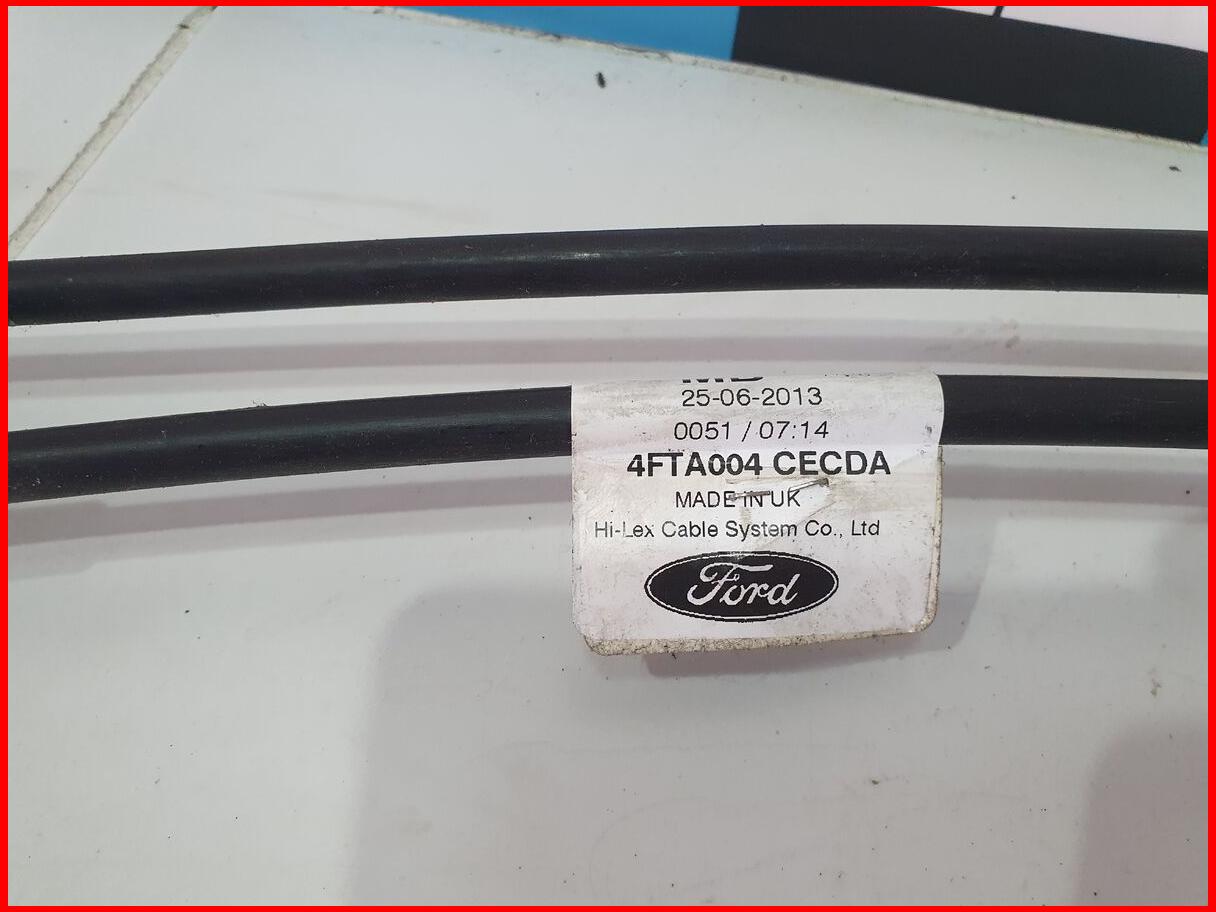 25-06-2013
0051 / 07:14
4FTA004 CECDA
MADE IN UK
Hi-Lex Cable System Co., Ltd
Ford